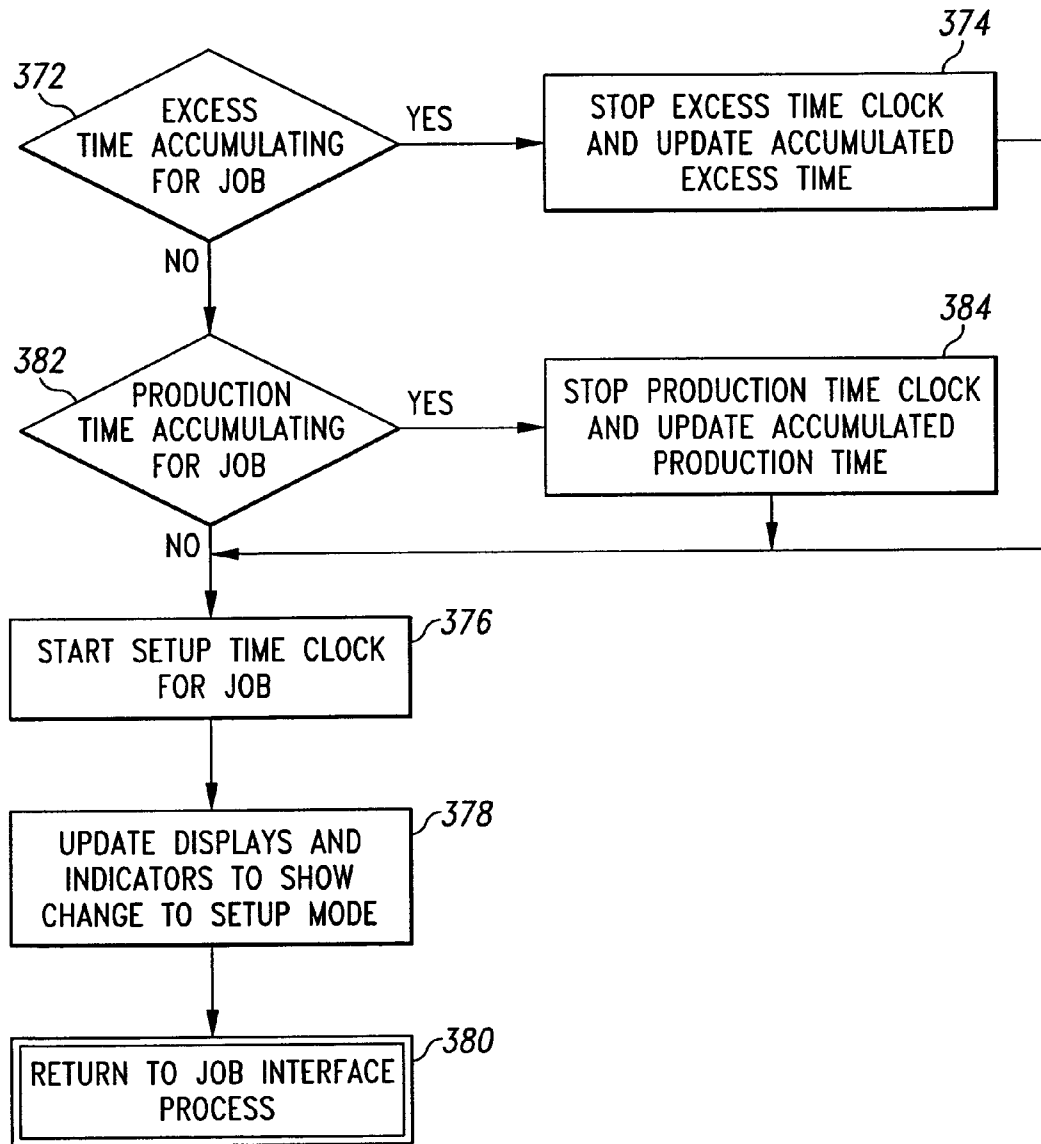 372
EXCESS
TIME ACCUMULATING
FOR JOB
YES
374
STOP EXCESS TIME CLOCK
AND UPDATE ACCUMULATED
EXCESS TIME
NO
382
PRODUCTION
TIME ACCUMULATING
FOR JOB
YES
384
STOP PRODUCTION TIME CLOCK
AND UPDATE ACCUMULATED
PRODUCTION TIME
NO
376
START SETUP TIME CLOCK
FOR JOB
378
UPDATE DISPLAYS AND
INDICATORS TO SHOW
CHANGE TO SETUP MODE
380
RETURN TO JOB INTERFACE
PROCESS